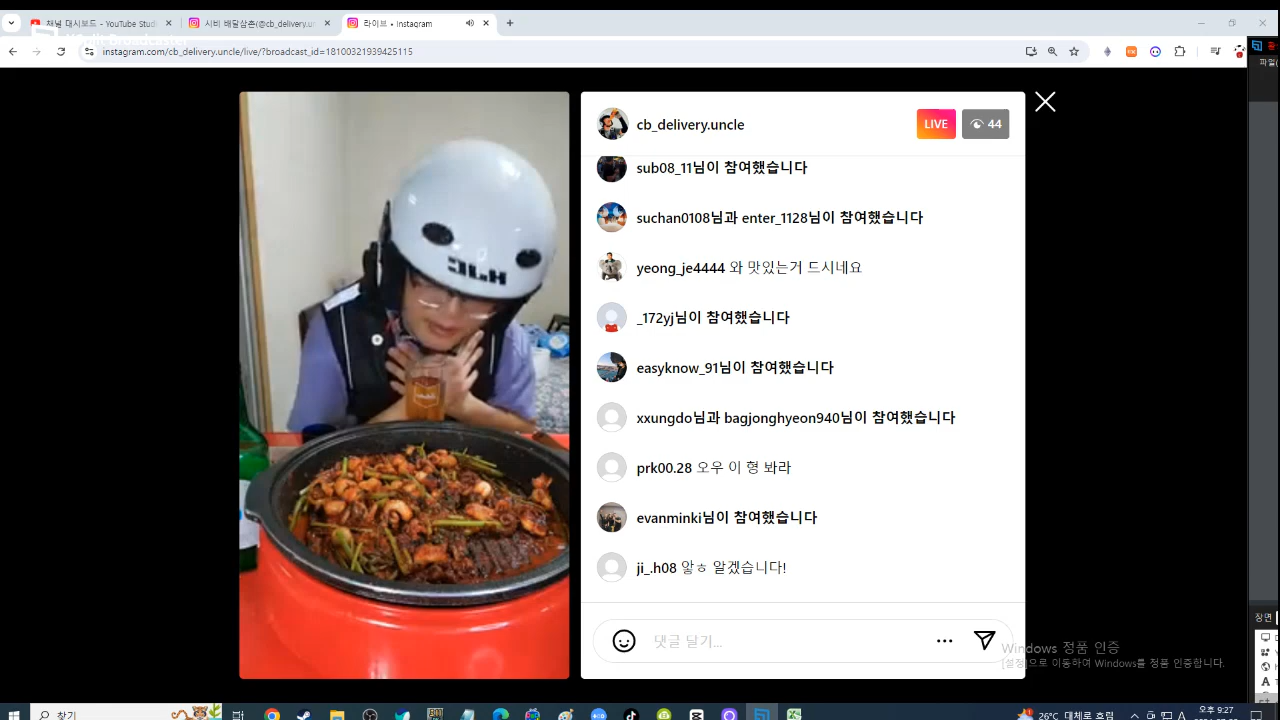 채널 대시보드 - YouTube Studi
시비 배달삼촌(@cb_delivery.un
라이브 • Instagram
instagram.com/cb_delivery.uncle/live/?broadcast_id=18100321939425115
파일(
cb_delivery.uncle
LIVE
44
sub08_11님이 참여했습니다
suchan0108님과 enter_1128님이 참여했습니다
yeong_je4444 와 맛있는거 드시네요
_172yj님이 참여했습니다
easyknow_91님이 참여했습니다
xxungdo님과 bagjonghyeon940님이 참여했습니다
prk00.28 오우 이 형 봐라
evanminki님이 참여했습니다
ji_.h08 앟ㅎ 알겠습니다!
댓글 달기...
HJC
장면
Windows 정품 인증
[설정]으로 이동하여 Windows를 정품 인증합니다.
찾기
26°C 대체로 흐림
오후 9:27